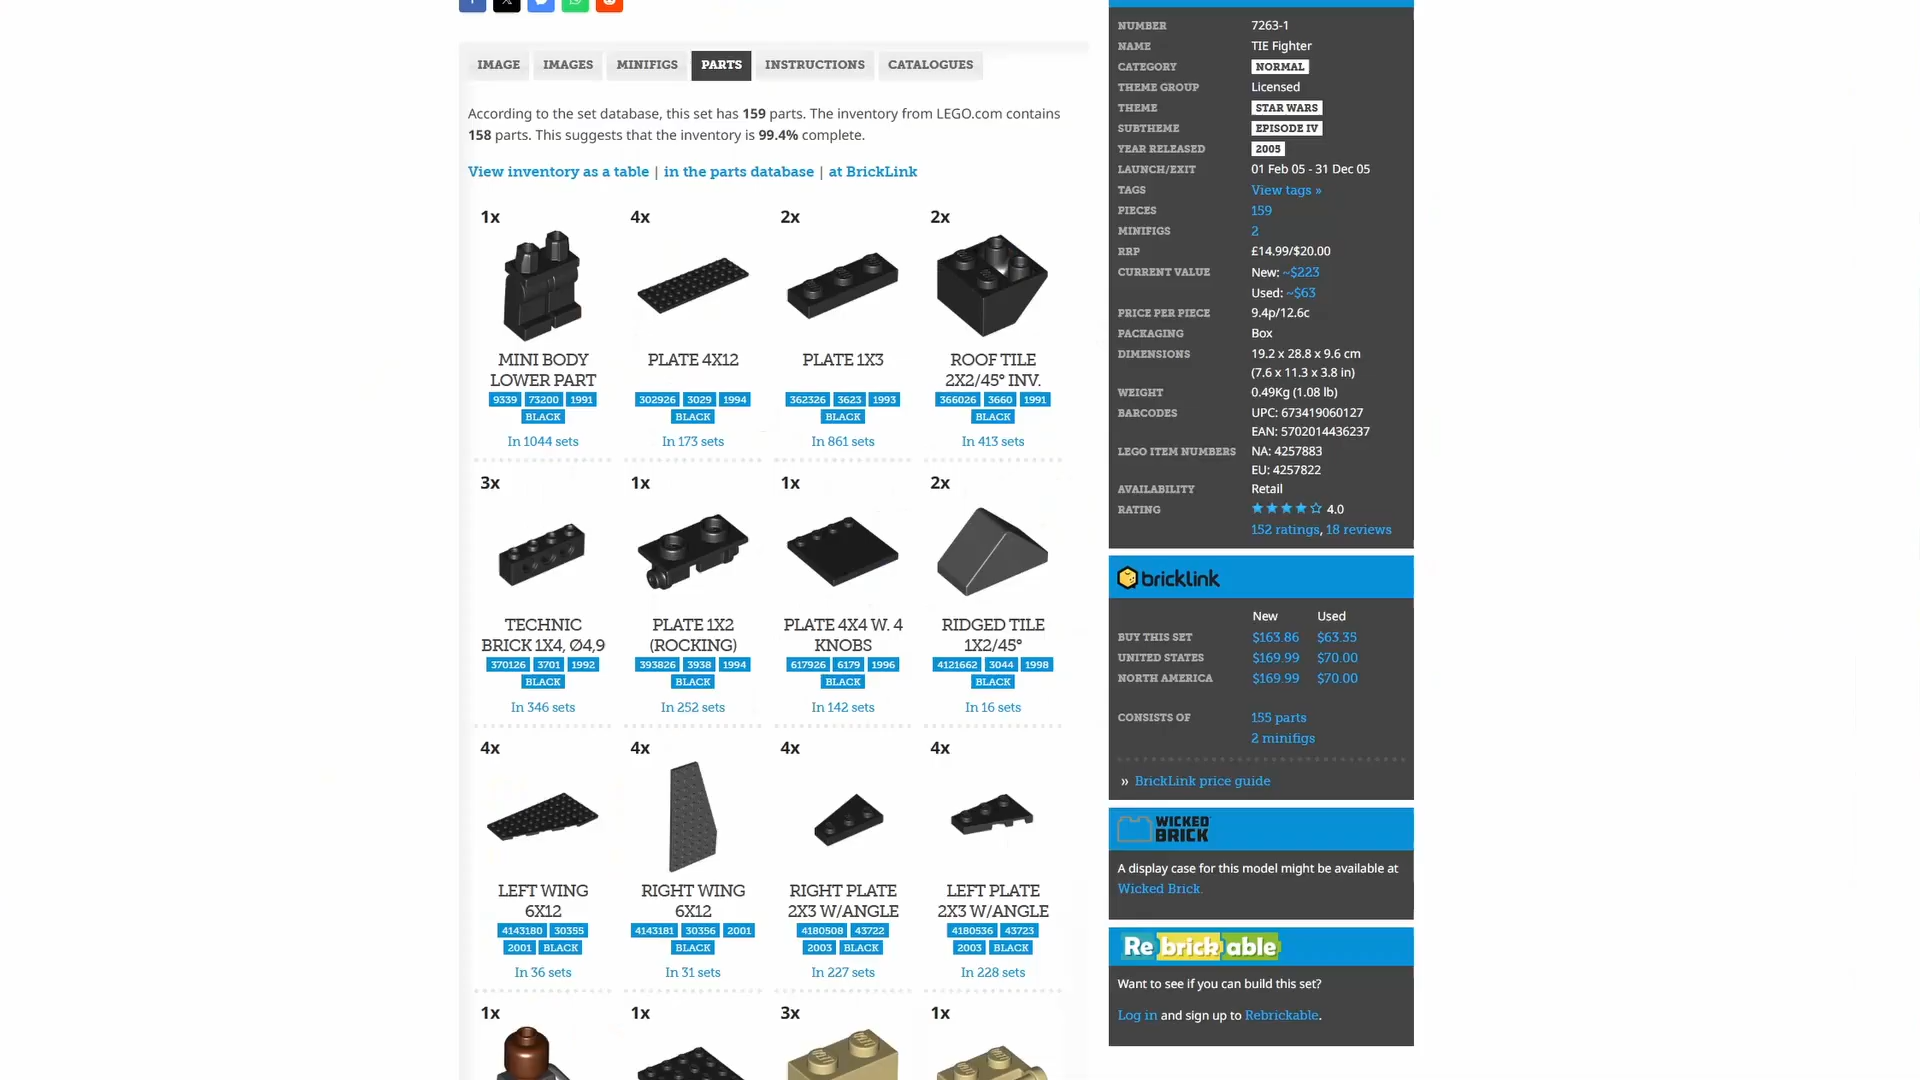 IMAGE
IMAGES
MINIFIGS
PARTS
INSTRUCTIONS
CATALOGUES
According to the set database, this set has 159 parts. The inventory from LEGO.com contains
158 parts. This suggests that the inventory is 99.4% complete.
View inventory as a table | in the parts database | at BrickLink
1x
MINI BODY
LOWER PART
9339 73200 1991
BLACK
In 1044 sets
4x
PLATE 4X12
302926 3029 1994
BLACK
In 173 sets
2x
PLATE 1X3
362326 3623 1993
BLACK
In 861 sets
2x
ROOF TILE
2X2/45° INV.
366026 3660 1991
BLACK
In 413 sets
3x
TECHNIC
BRICK 1X4, Ø4,9
370126 3701 1992
BLACK
In 346 sets
1x
PLATE 1X2
(ROCKING)
393826 3938 1994
BLACK
In 252 sets
1x
PLATE 4X4 W. 4
KNOBS
617926 6179 1996
BLACK
In 142 sets
2x
RIDGED TILE
1X2/45°
4121662 3044 1998
BLACK
In 16 sets
4x
LEFT WING
6X12
4143180 30355
2001 BLACK
In 36 sets
4x
RIGHT WING
6X12
4143181 30356 2001
BLACK
In 31 sets
4x
RIGHT PLATE
2X3 W/ANGLE
4180508 43722
2003 BLACK
In 227 sets
4x
LEFT PLATE
2X3 W/ANGLE
4180536 43723
2003 BLACK
In 228 sets
1x
1x
3x
1x
NUMBER 7263-1
NAME TIE Fighter
CATEGORY NORMAL
THEME GROUP Licensed
THEME STAR WARS
SUBTHEME EPISODE IV
YEAR RELEASED 2005
LAUNCH/EXIT 01 Feb 05 - 31 Dec 05
TAGS View tags »
PIECES 159
MINIFIGS 2
RRP £14.99/$20.00
CURRENT VALUE New: ~$223
Used: ~$63
PRICE PER PIECE 9.4p/12.6c
PACKAGING Box
DIMENSIONS 19.2 x 28.8 x 9.6 cm
(7.6 x 11.3 x 3.8 in)
WEIGHT 0.49Kg (1.08 lb)
BARCODES UPC: 673419060127
EAN: 5702014436237
LEGO ITEM NUMBERS NA: 4257883
EU: 4257822
AVAILABILITY Retail
RATING ★★★★☆ 4.0
152 ratings, 18 reviews
bricklink
New Used
BUY THIS SET $163.86 $63.35
UNITED STATES $169.99 $70.00
NORTH AMERICA $169.99 $70.00
CONSISTS OF 155 parts
2 minifigs
» BrickLink price guide
WICKED
BRICK
A display case for this model might be available at
Wicked Brick.
Rebrickable
Want to see if you can build this set?
Log in and sign up to Rebrickable.